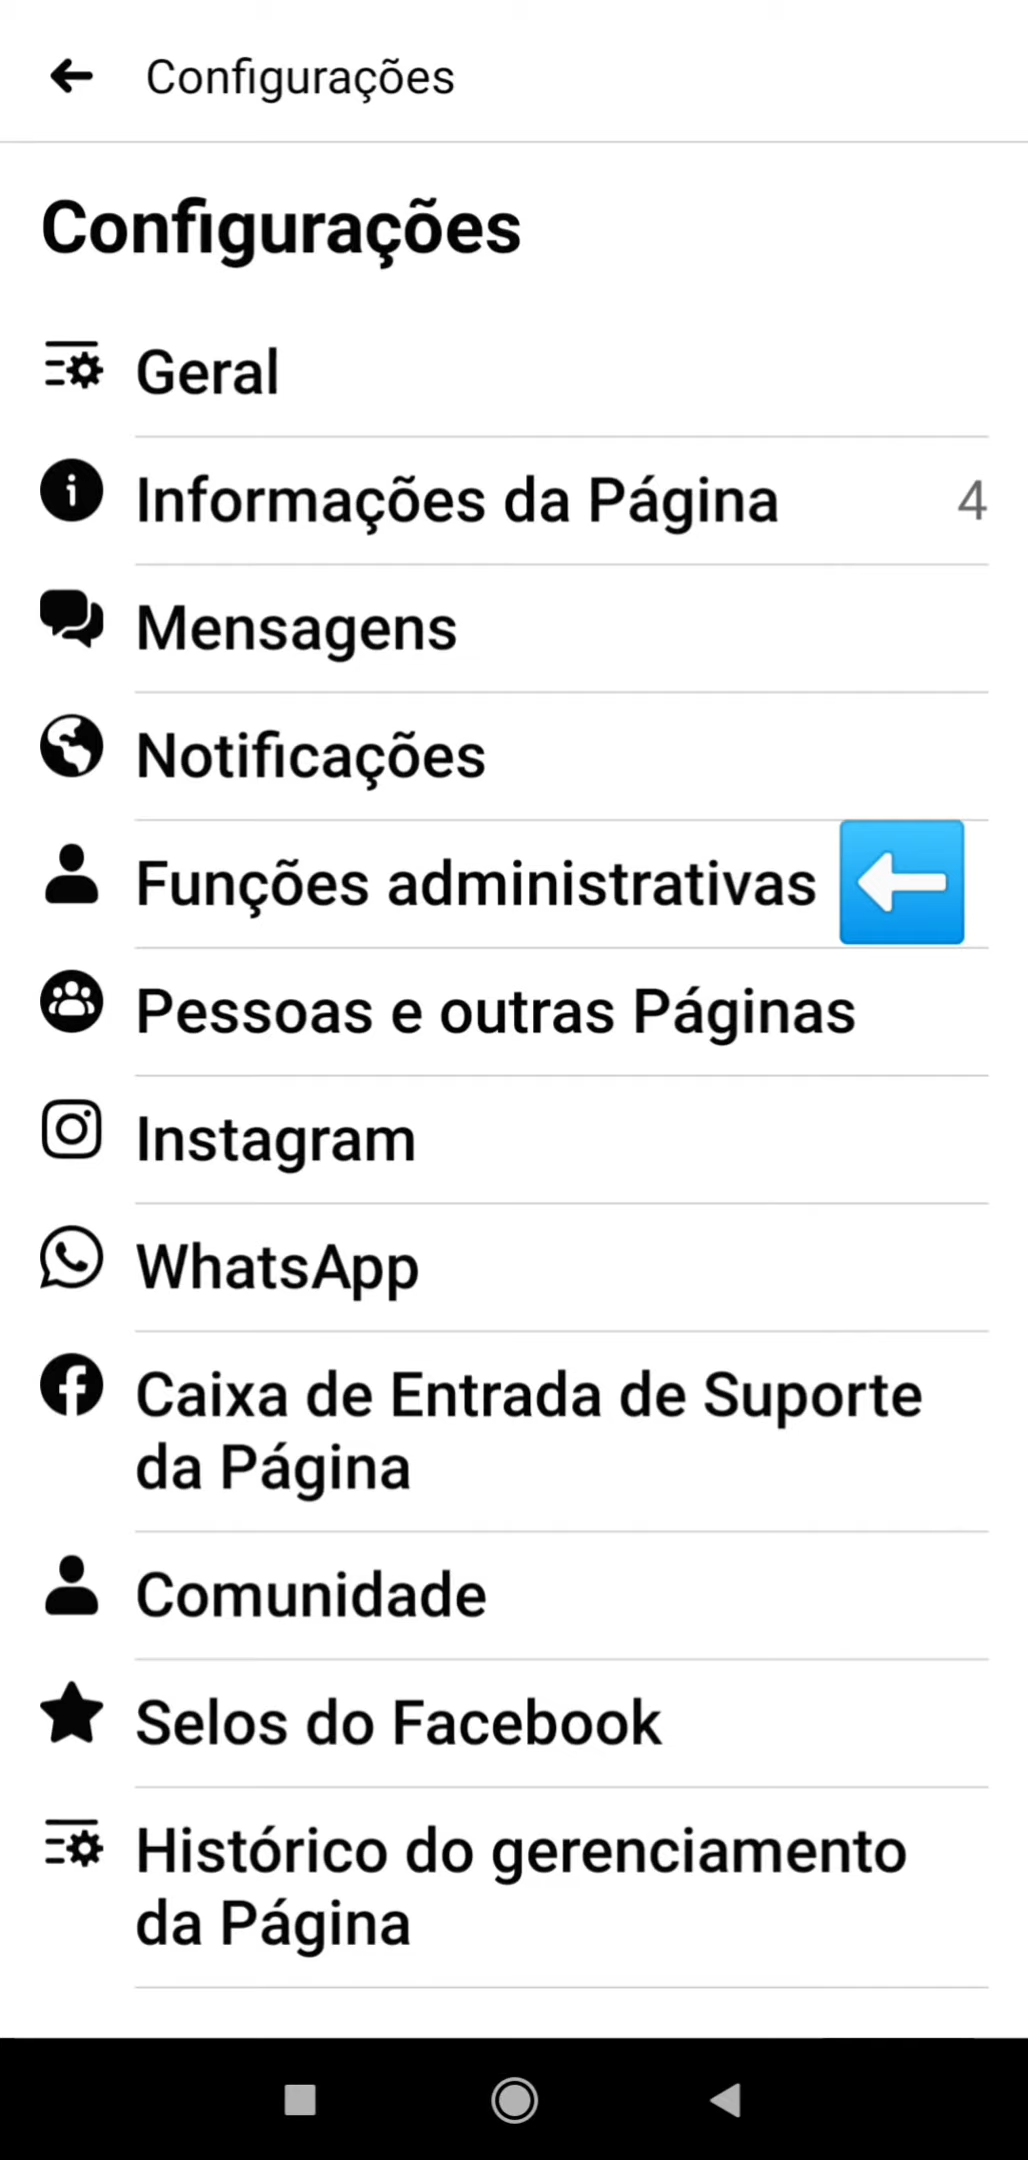 Configurações
Configurações
Geral
Informações da Página 4
Mensagens
Notificações
Funções administrativas
Pessoas e outras Páginas
Instagram
WhatsApp
Caixa de Entrada de Suporte
da Página
Comunidade
Selos do Facebook
Histórico do gerenciamento
da Página